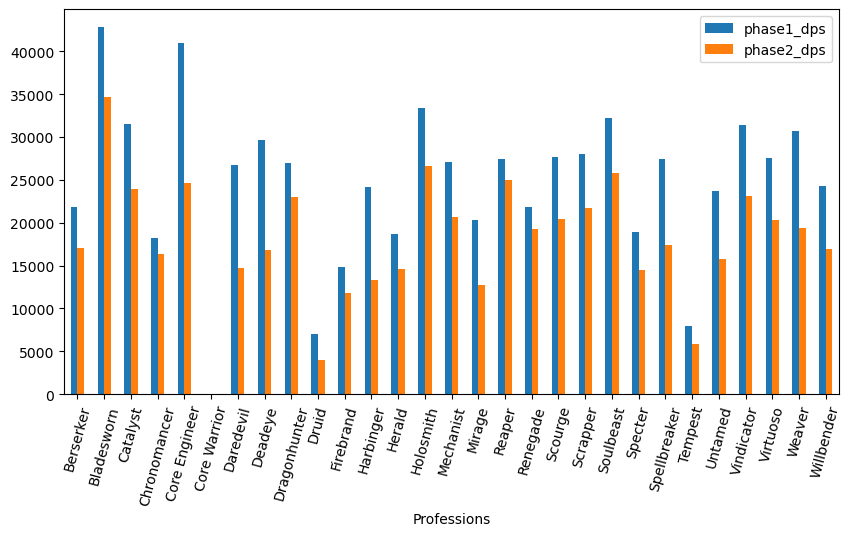 phase1_dps
phase2_dps
40000
35000
30000
25000
20000
15000
10000
5000
0
Berserker
Bladesworn
Catalyst
Chronomancer
Core Engineer
Core Warrior
Daredevil
Deadeye
Dragonhunter
Druid
Firebrand
Harbinger
Herald
Holosmith
Mechanist
Mirage
Reaper
Renegade
Scourge
Scrapper
Soulbeast
Specter
Spellbreaker
Tempest
Untamed
Vindicator
Virtuoso
Weaver
Willbender
Professions